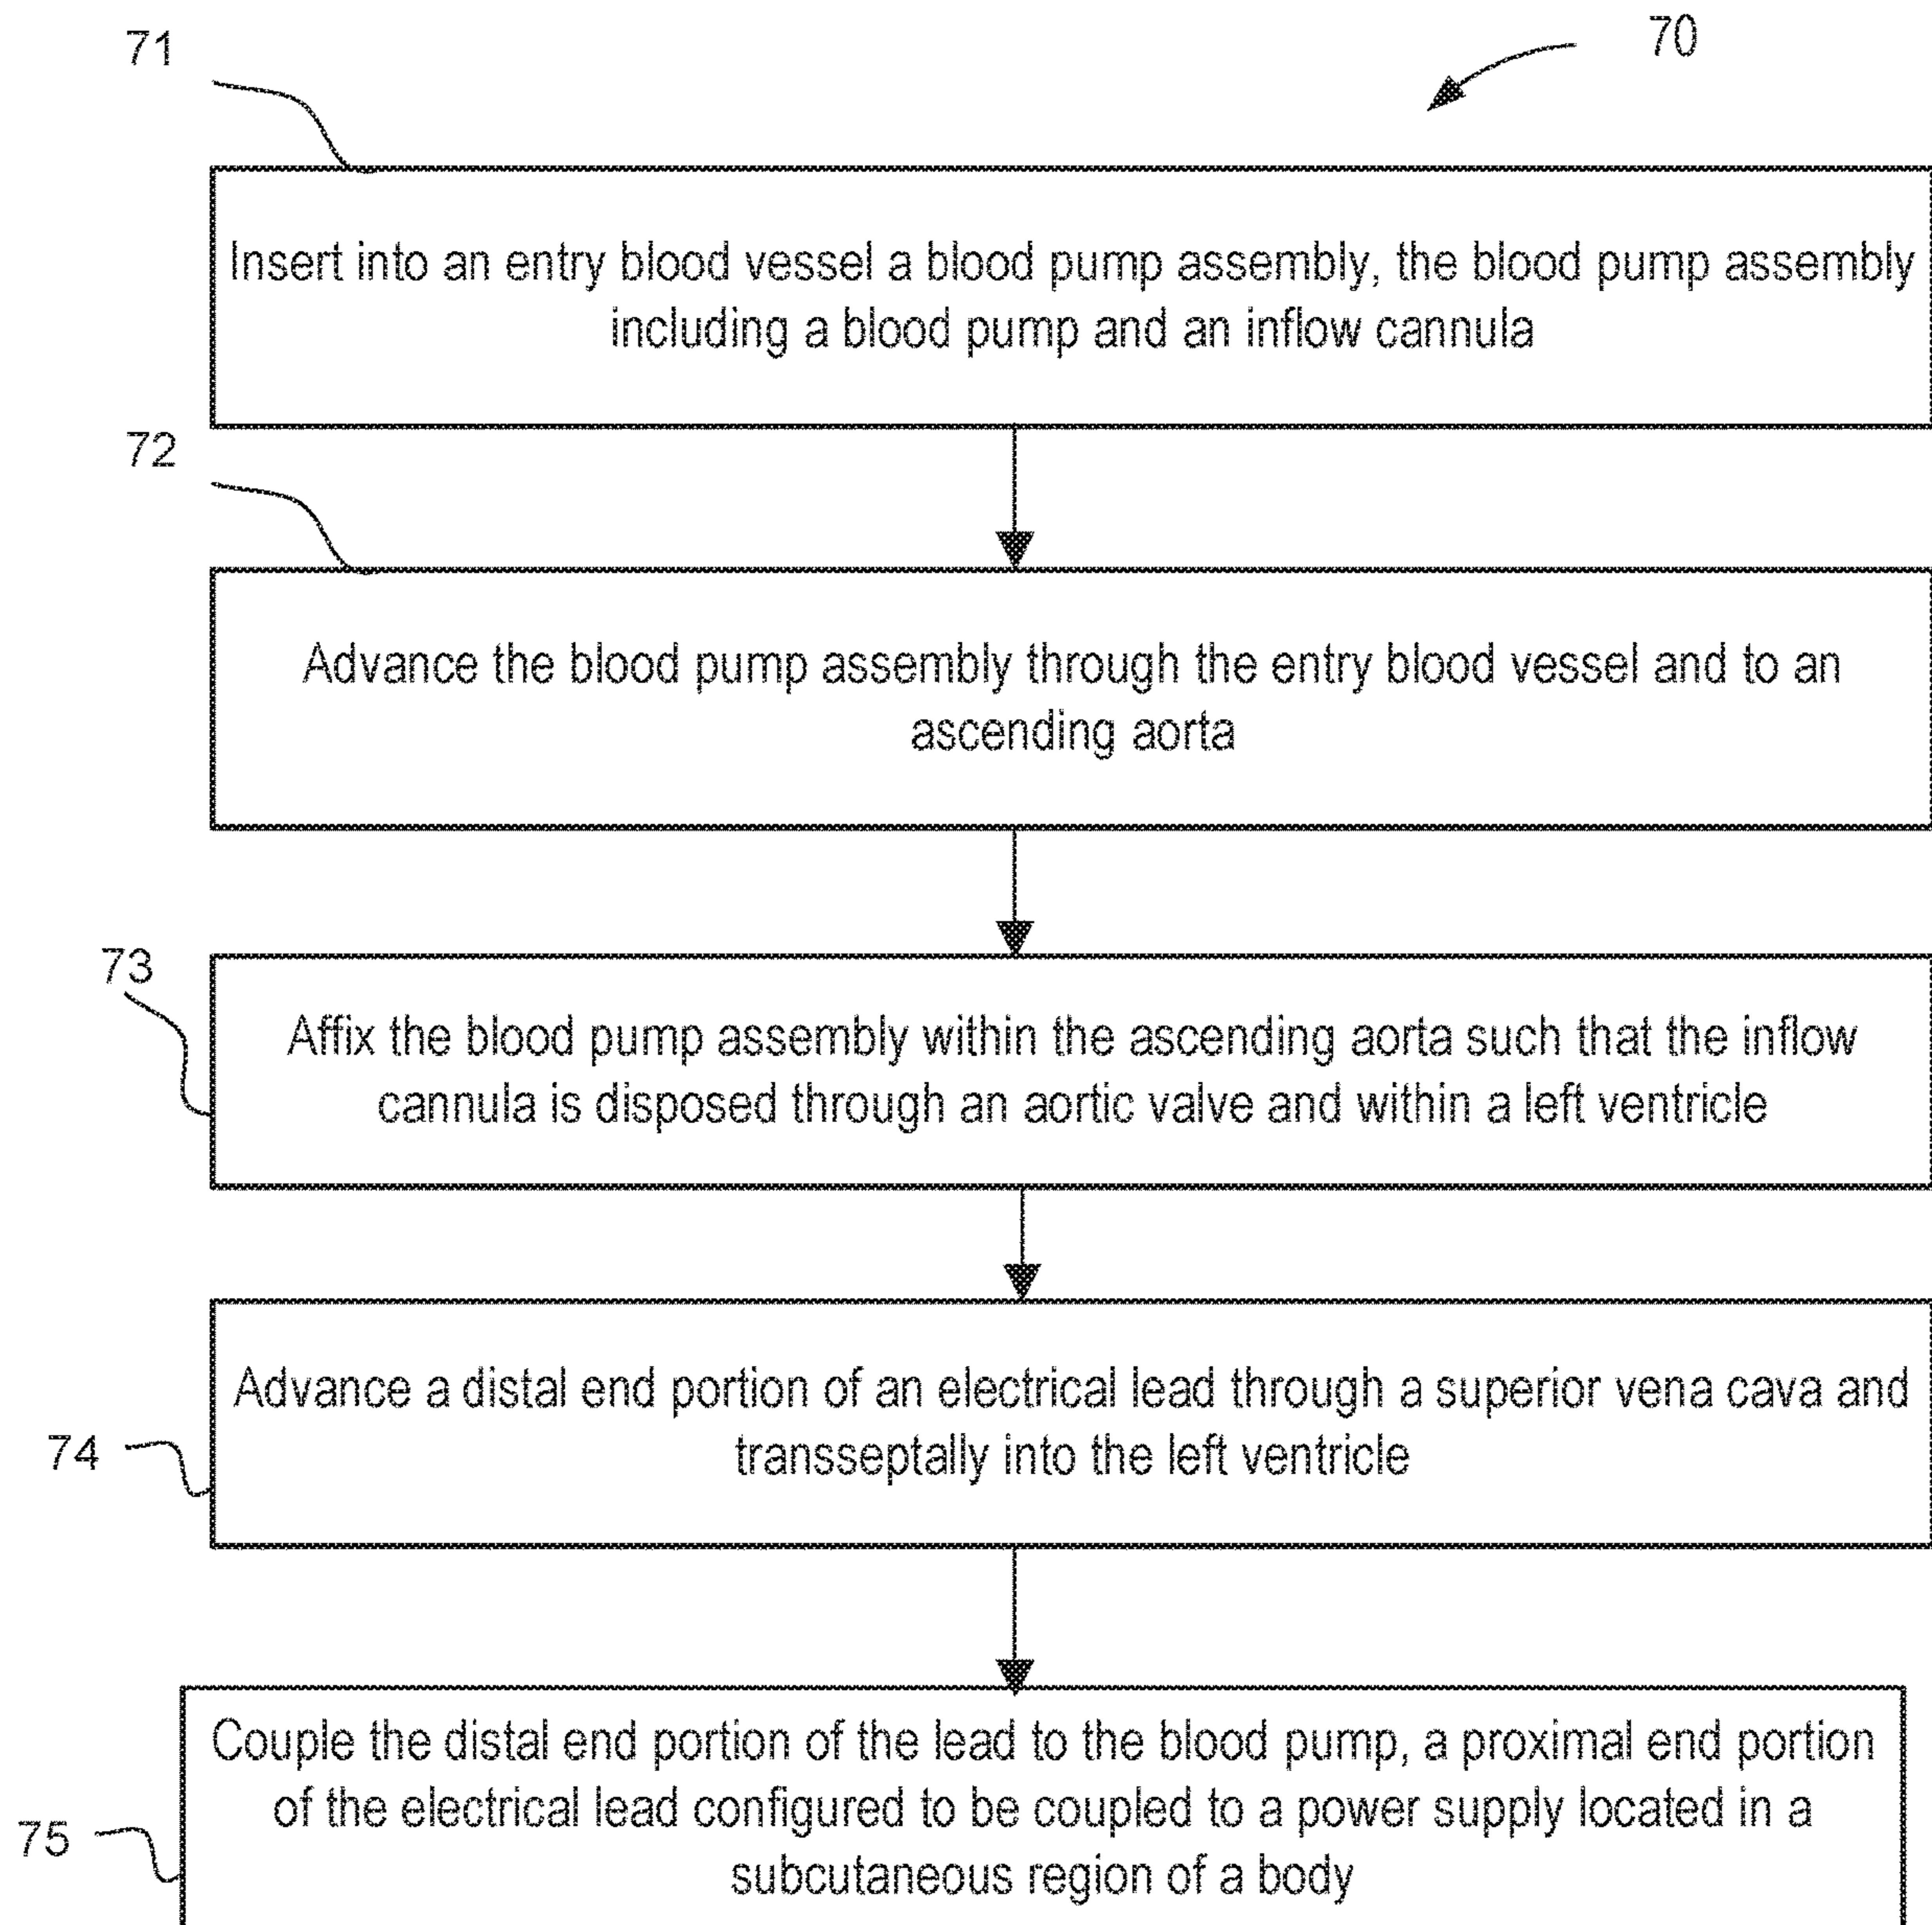 70
71
Insert into an entry blood vessel a blood pump assembly, the blood pump assembly
including a blood pump and an inflow cannula
72
Advance the blood pump assembly through the entry blood vessel and to an
ascending aorta
73
Affix the blood pump assembly within the ascending aorta such that the inflow
cannula is disposed through an aortic valve and within a left ventricle
74
Advance a distal end portion of an electrical lead through a superior vena cava and
transseptally into the left ventricle
75
Couple the distal end portion of the lead to the blood pump, a proximal end portion
of the electrical lead configured to be coupled to a power supply located in a
subcutaneous region of a body